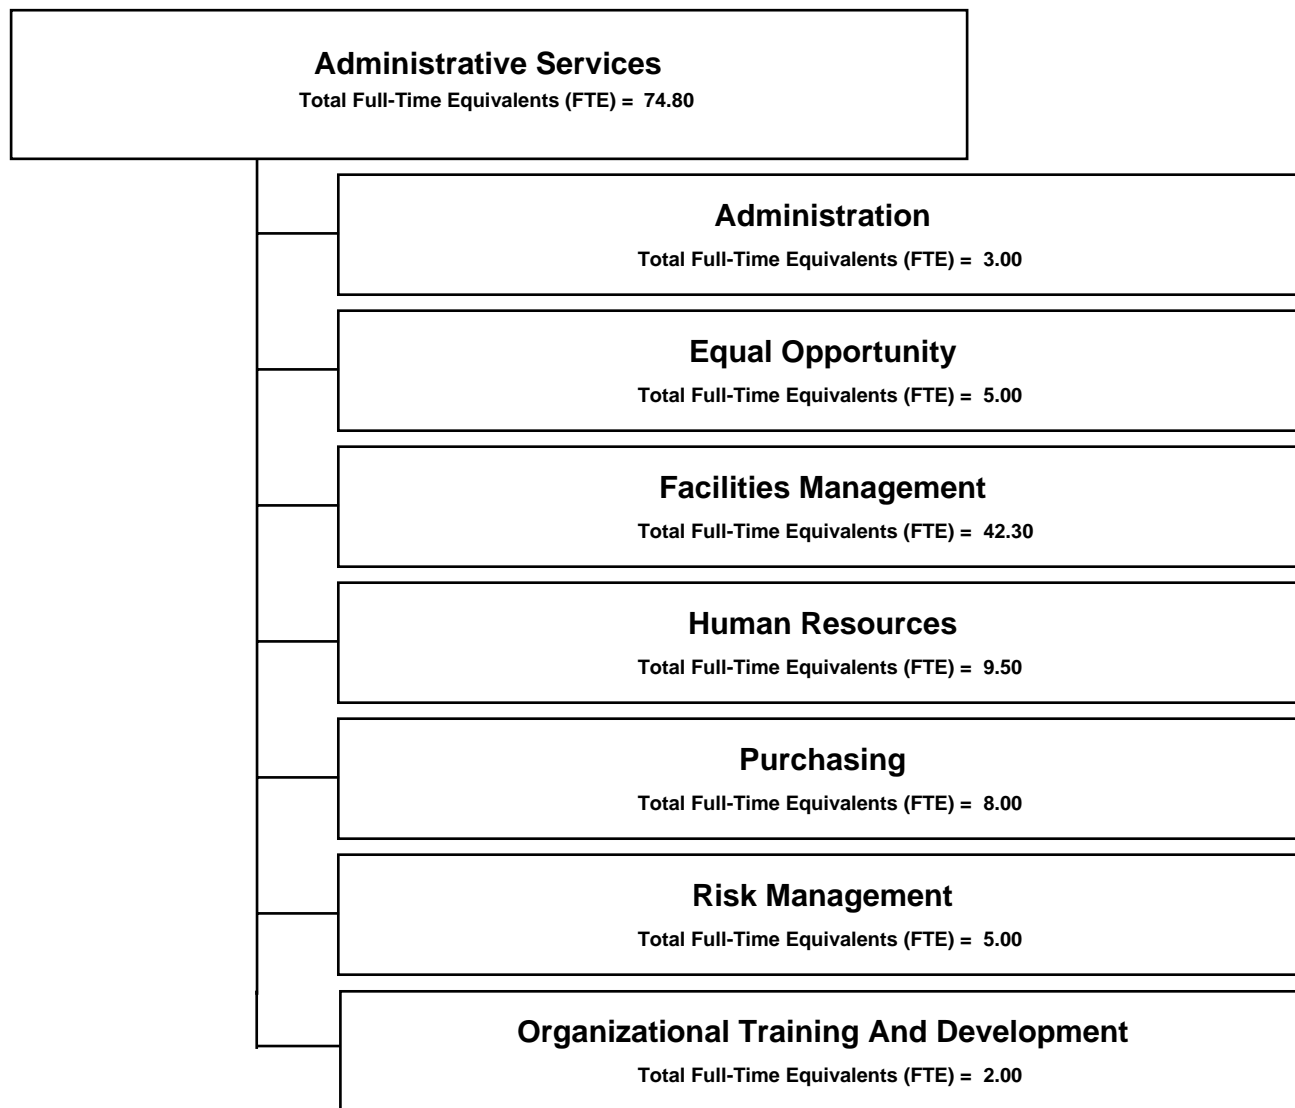 Administrative Services
Total Full-Time Equivalents (FTE) = 74.80
Administration
Total Full-Time Equivalents (FTE) = 3.00
Equal Opportunity
Total Full-Time Equivalents (FTE) = 5.00
Facilities Management
Total Full-Time Equivalents (FTE) = 42.30
Human Resources
Total Full-Time Equivalents (FTE) = 9.50
Purchasing
Total Full-Time Equivalents (FTE) = 8.00
Risk Management
Total Full-Time Equivalents (FTE) = 5.00
Organizational Training And Development
Total Full-Time Equivalents (FTE) = 2.00